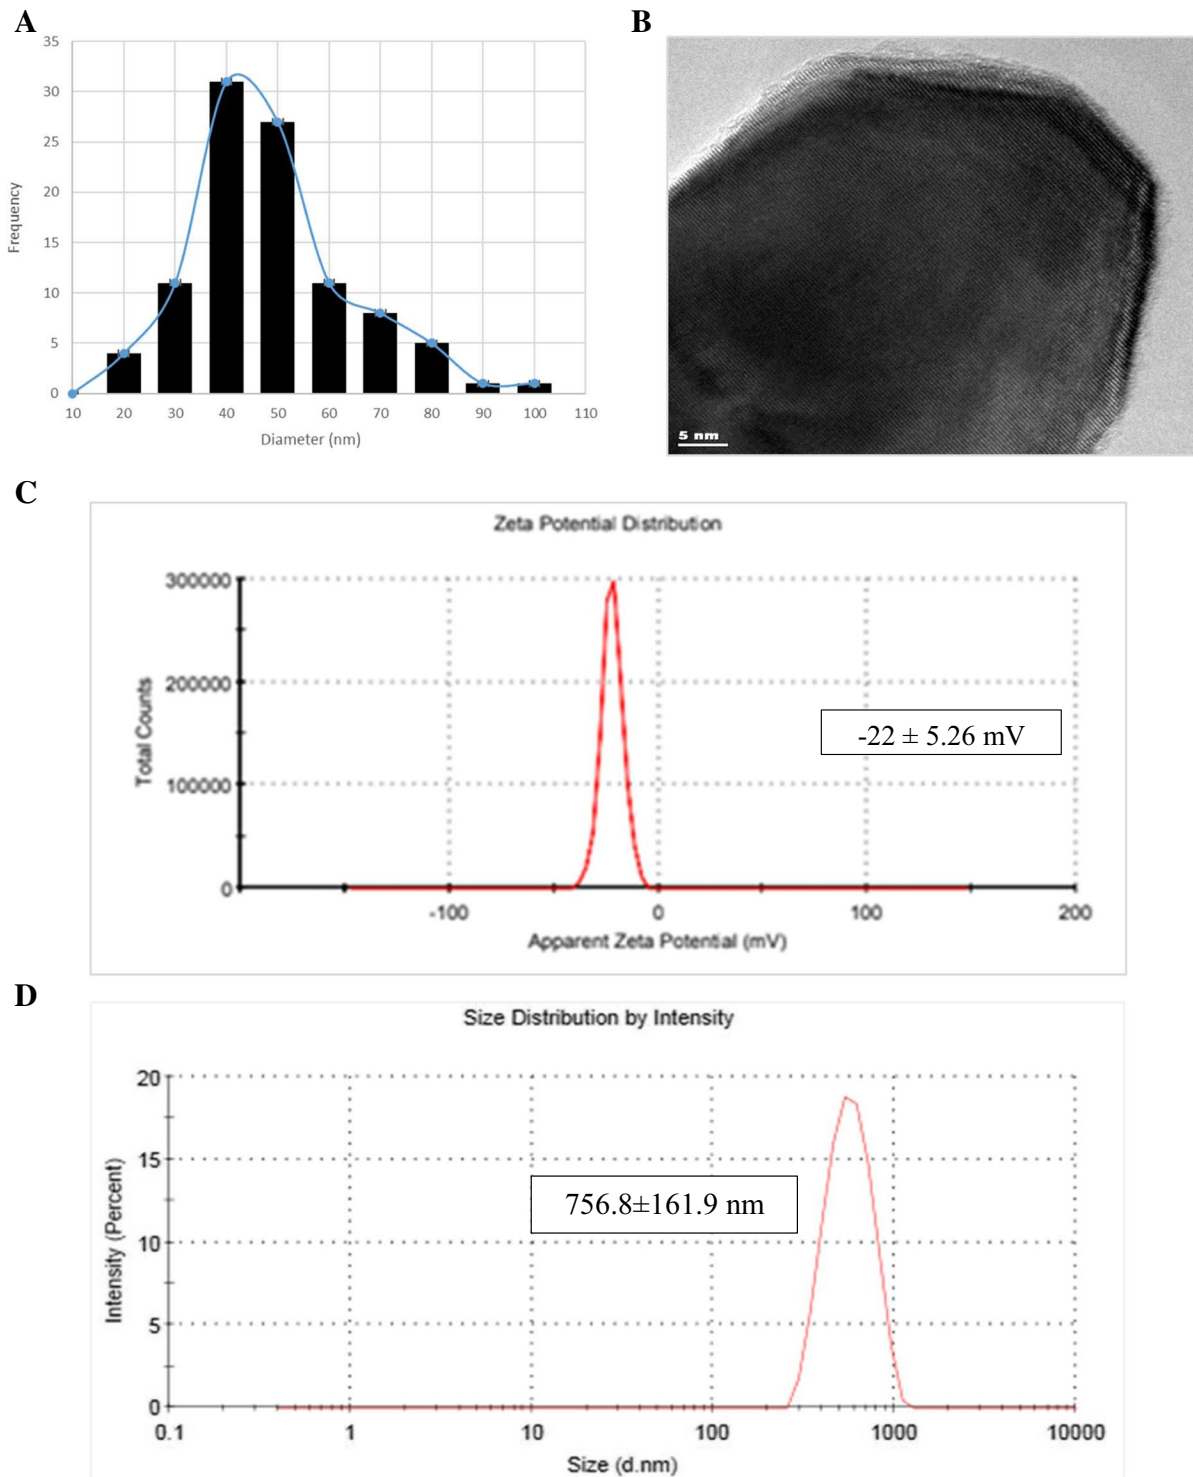 A
35
30
25
20
15
10
5
0
Frequency
10 20 30 40 50 60 70 80 90 100 110
Diameter (nm)
B
5 nm
C
Zeta Potential Distribution
300000
200000
100000
0
Total Counts
-22 ± 5.26 mV
-100 0 100 200
Apparent Zeta Potential (mV)
D
Size Distribution by Intensity
20
15
10
5
0
Intensity (Percent)
756.8±161.9 nm
0.1 1 10 100 1000 10000
Size (d.nm)